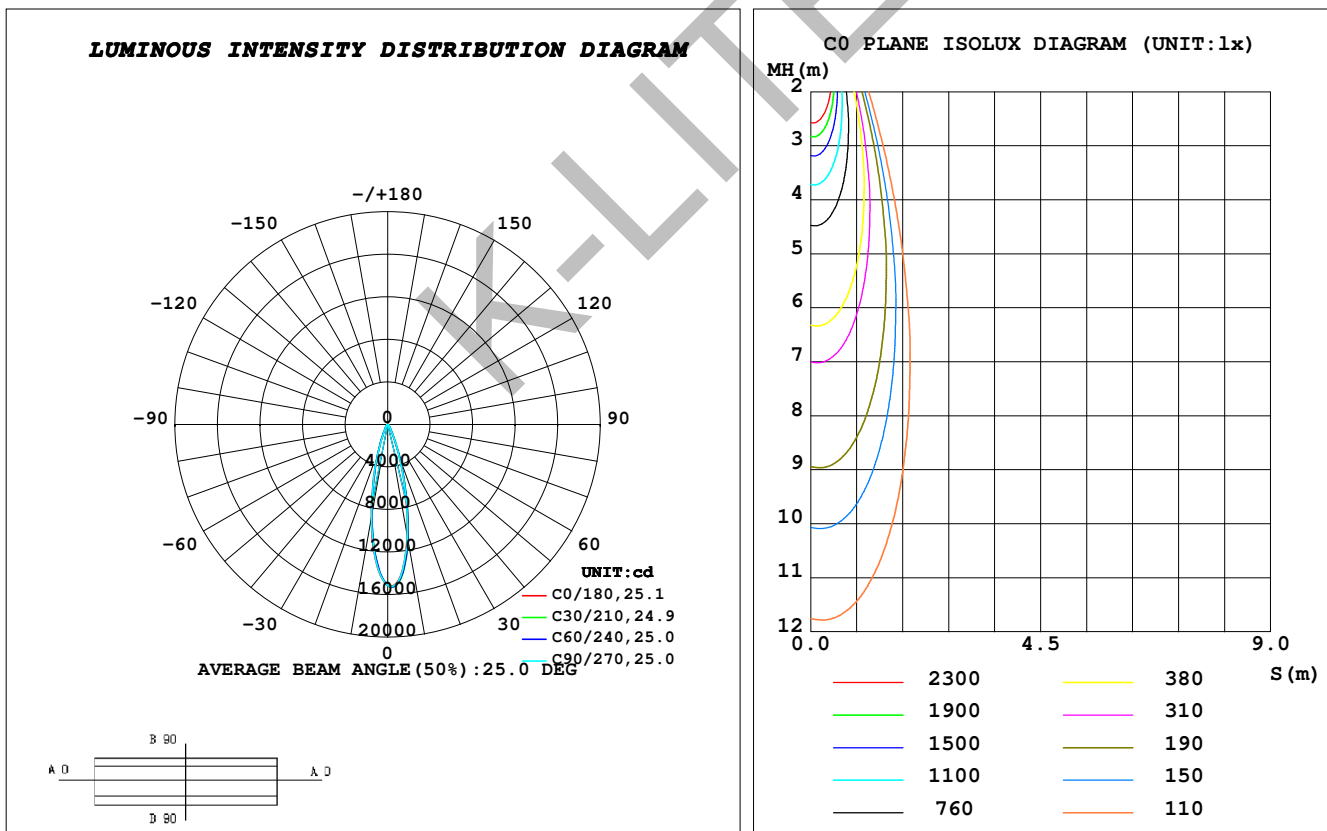 LUMINOUS INTENSITY DISTRIBUTION DIAGRAM
-/+180
-150
150
-120
120
-90
90
-60
60
-30
30
0
0
4000
8000
12000
16000
20000
UNIT:cd
C0/180,25.1
C30/210,24.9
C60/240,25.0
C90/270,25.0
AVERAGE BEAM ANGLE(50%):25.0 DEG
B 90
A 0
A 0
D 90
K-LITE
C0 PLANE ISOLUX DIAGRAM (UNIT:lx)
MH(m)
2
3
4
5
6
7
8
9
10
11
12
0.0
4.5
9.0
S(m)
2300
380
1900
310
1500
190
1100
150
760
110